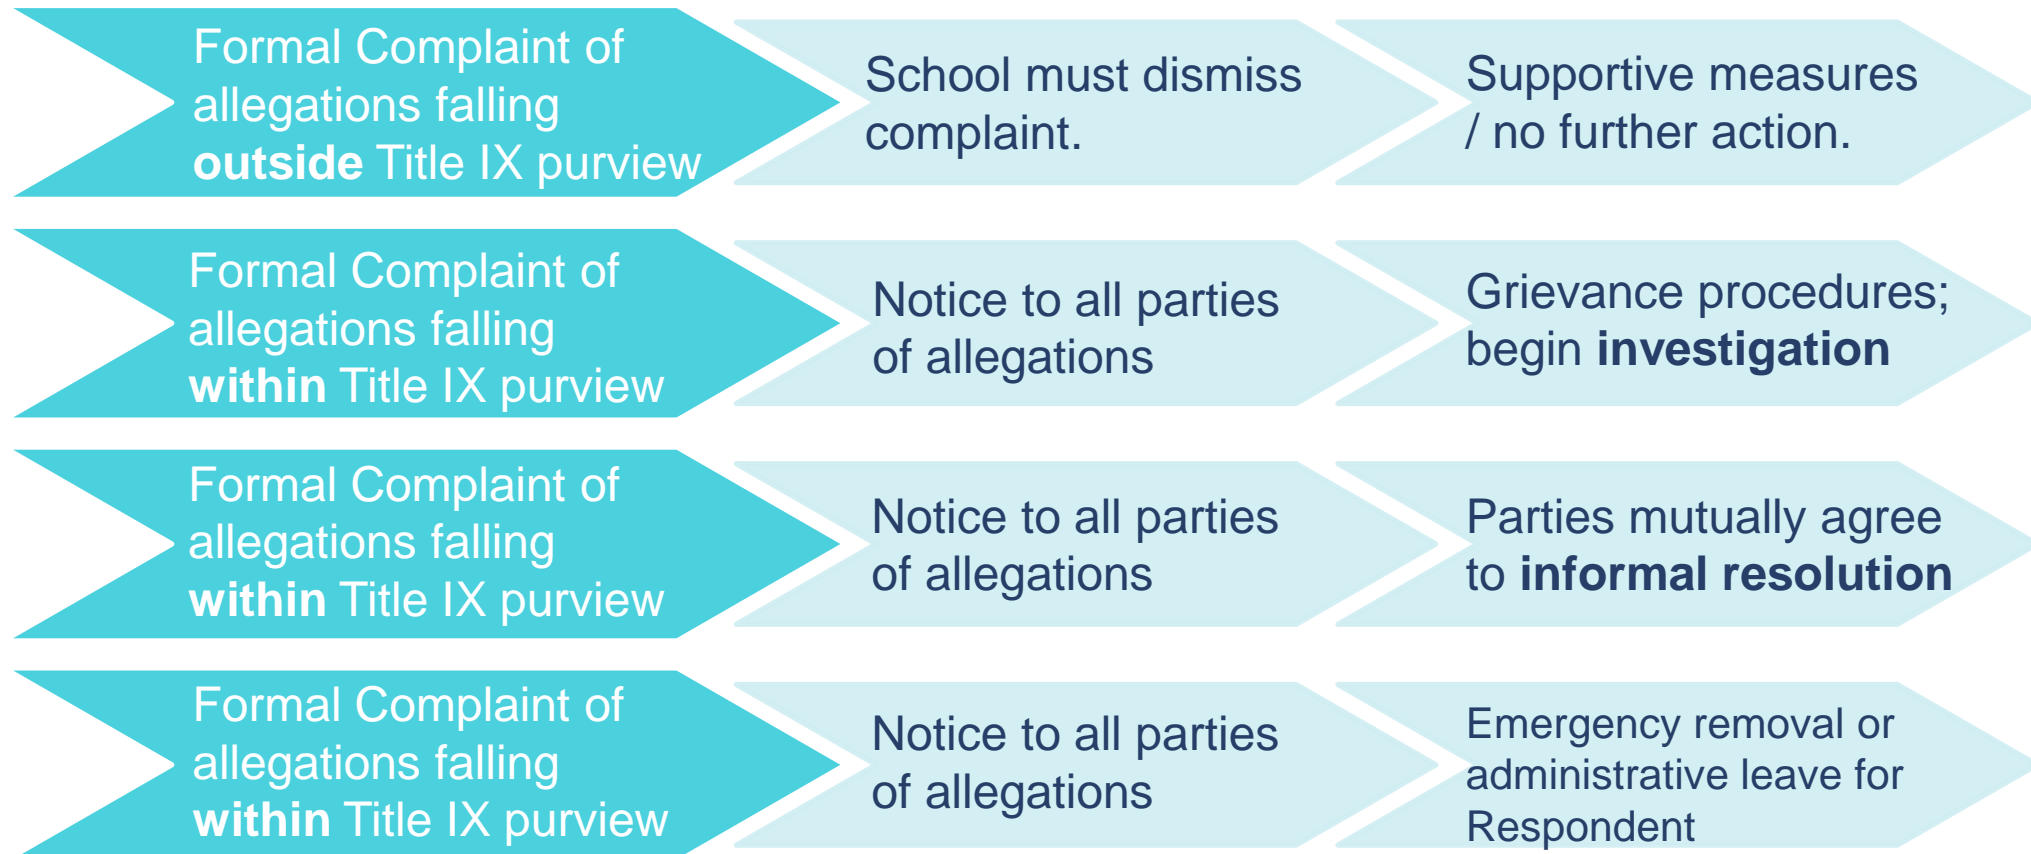 Formal Complaint of
allegations falling
outside Title IX purview
School must dismiss
complaint.
Supportive measures
/ no further action.
Formal Complaint of
allegations falling
within Title IX purview
Notice to all parties
of allegations
Grievance procedures;
begin investigation
Formal Complaint of
allegations falling
within Title IX purview
Notice to all parties
of allegations
Parties mutually agree
to informal resolution
Formal Complaint of
allegations falling
within Title IX purview
Notice to all parties
of allegations
Emergency removal or
administrative leave for
Respondent